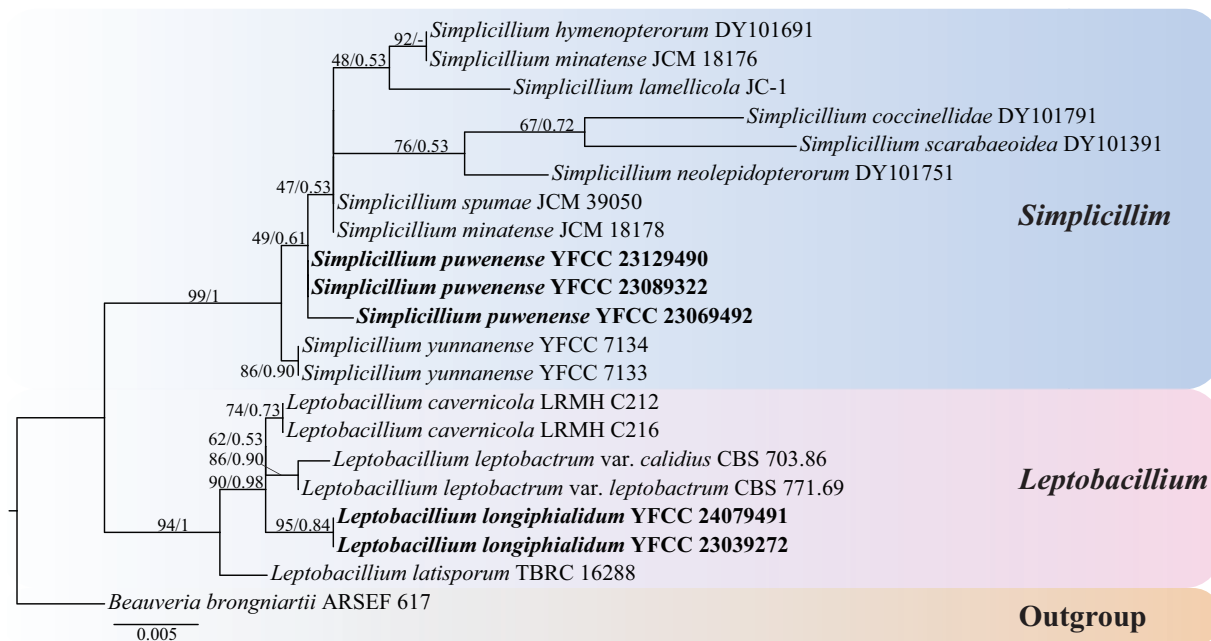 Simplicillium hymenopterorum DY101691
92/-
Simplicillium minatense JCM 18176
48/0.53
Simplicillium lamellicola JC-1
Simplicillium coccinellidae DY101791
67/0.72
Simplicillium scarabaeoidea DY101391
76/0.53
Simplicillium neolepidopterorum DY101751
47/0.53
Simplicillium spumae JCM 39050
Simplicillim
Simplicillium minatense JCM 18178
49/0.61
Simplicillium puwenense YFCC 23129490
Simplicillium puwenense YFCC 23089322
99/1
Simplicillium puwenense YFCC 23069492
Simplicillium yunnanense YFCC 7134
86/0.90
Simplicillium yunnanense YFCC 7133
Leptobacillium cavernicola LRMH C212
74/0.73
Leptobacillium cavernicola LRMH C216
62/0.53
86/0.90
Leptobacillium leptobactrum var. calidius CBS 703.86
Leptobacillium
90/0.98
Leptobacillium leptobactrum var. leptobactrum CBS 771.69
Leptobacillium longiphialidum YFCC 24079491
94/1
95/0.84
Leptobacillium longiphialidum YFCC 23039272
Leptobacillium latisporum TBRC 16288
Beauveria brongniartii ARSEF 617
Outgroup
0.005